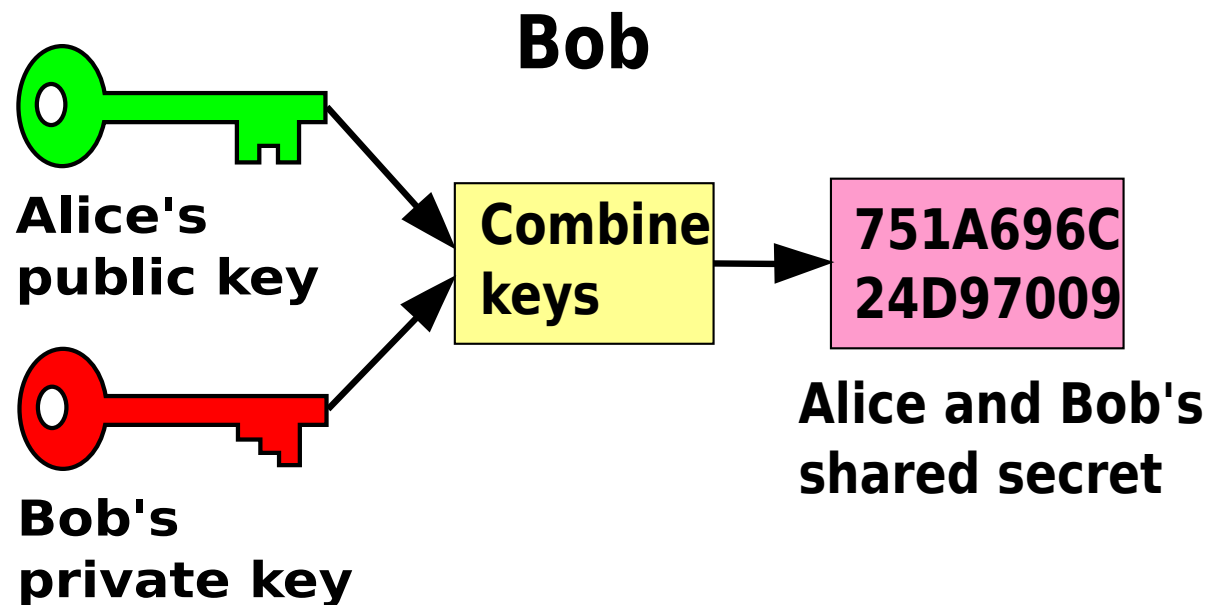 Bob
Alice's
public key
Combine
keys
751A696C
24D97009
Bob's
private key
Alice and Bob's
shared secret